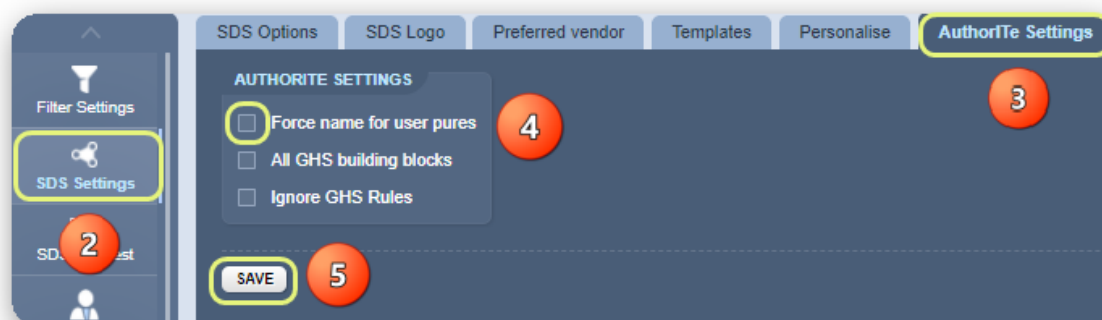 SDS Options
SDS Logo
Preferred vendor
Templates
Personalise
AuthorITe Settings
3
Filter Settings
SDS Settings
2
AUTHORITE SETTINGS
Force name for user pures
4
All GHS building blocks
Ignore GHS Rules
SAVE
5